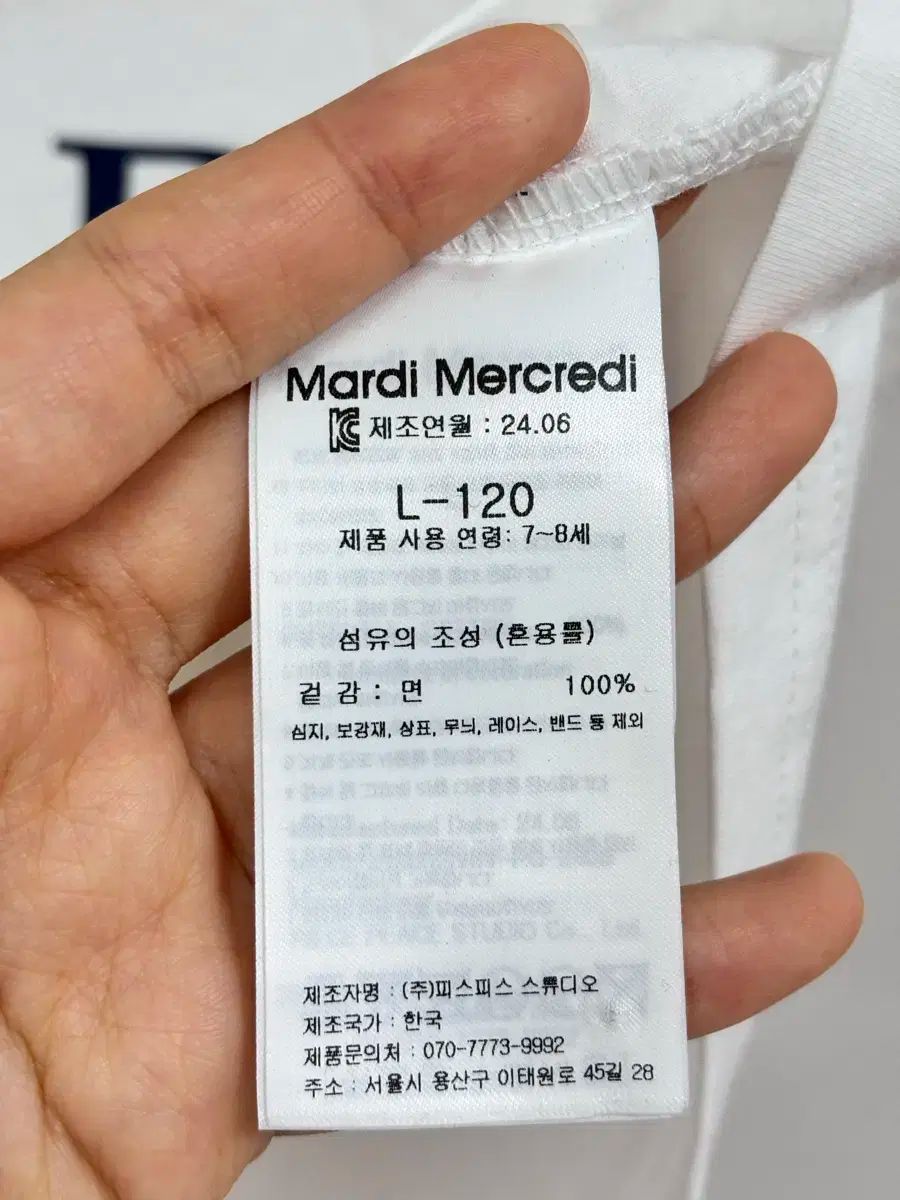 Mardi Mercredi
제조연월 : 24.06
L-120
제품 사용 연령: 7~8세
섬유의 조성 (혼용률)
겉 감 : 면 100%
심지, 보강재, 상표, 무늬, 레이스, 밴드 등 제외
제조자명 : (주)피스피스 스튜디오
제조국가 : 한국
제품문의처 : 070-7773-9992
주소 : 서울시 용산구 이태원로 45길 28